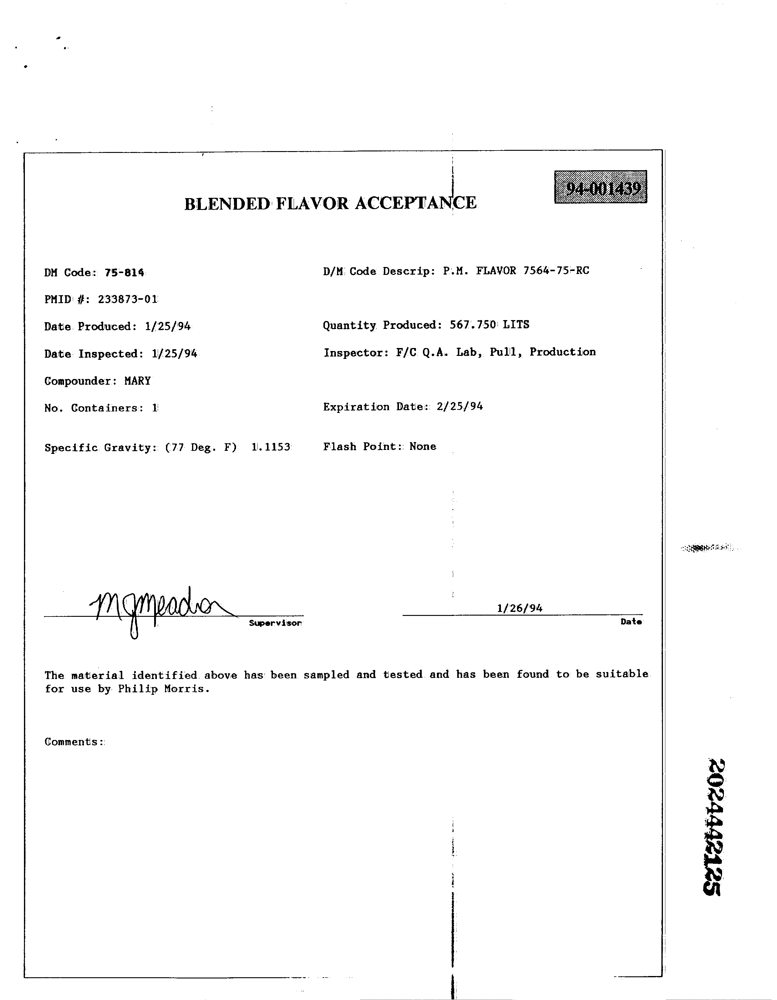 94-001439
BLENDED FLAVOR ACCEPTANCE
DM Code: 75-814
D/M Code Descrip: P.M. FLAVOR 7564-75-RC
PMID #: 233873-01
Date Produced: 1/25/94
Quantity Produced: 567.750 LITS
Date Inspected: 1/25/94
Inspector: F/C Q.A. Lab, Pull, Production
Compounder: MARY
No. Containers: 1
Expiration Date: 2/25/94
Specific Gravity: (77 Deg. F) 1.1153
Flash Point: None
1/26/94
Supervisor
Date
The material identified above has been sampled and tested and has been found to be suitable
for use by Philip Morris.
Comments:
2024442125